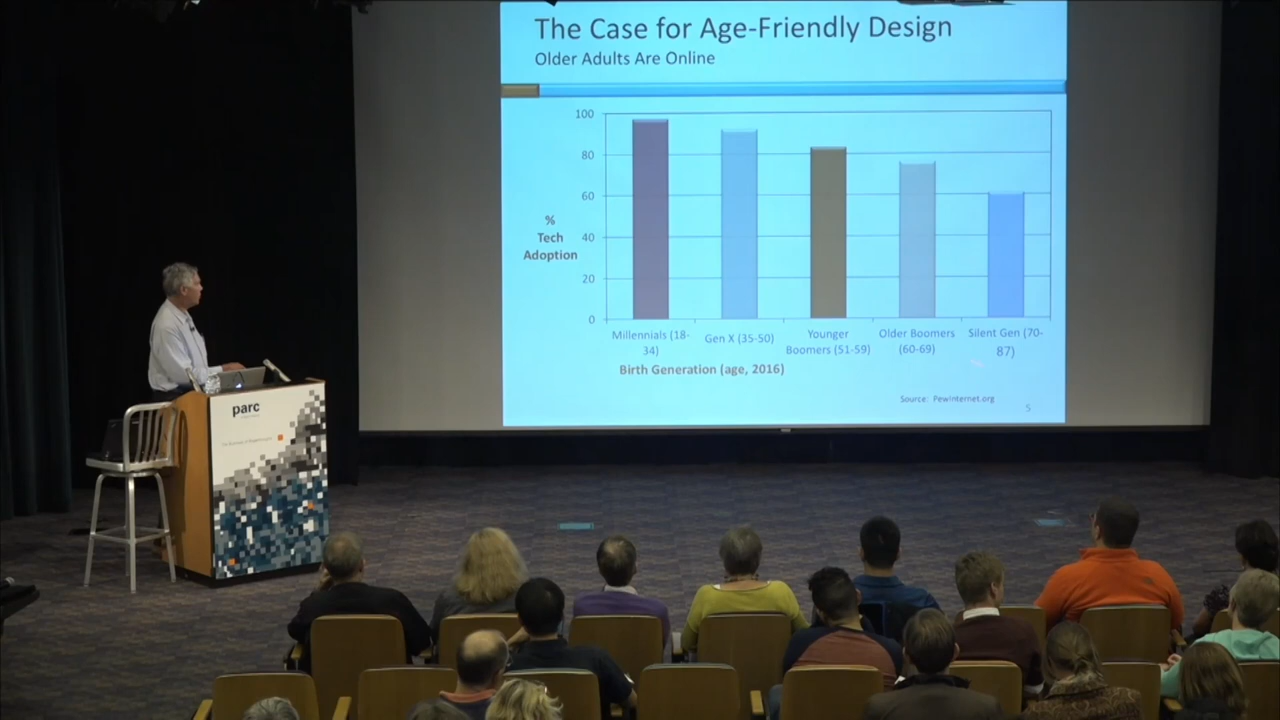 The Case for Age-Friendly Design
Older Adults Are Online
100
80
60
40
20
0
%
Tech
Adoption
Millennials (18-
34)
Gen X (35-50)
Younger
Boomers (51-59)
Older Boomers
(60-69)
Silent Gen (70-
87)
Birth Generation (age, 2016)
Source: PewInternet.org
5
parc